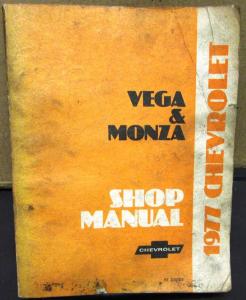 VEGA
&
MONZA
SHOP
MANUAL
CHEVROLET
1977 CHEVROLET